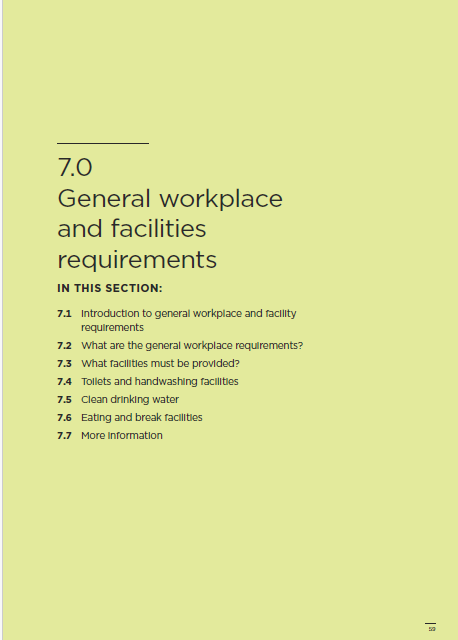 7.0
General workplace
and facilities
requirements
IN THIS SECTION:
7.1 Introduction to general workplace and facility
requirements
7.2 What are the general workplace requirements?
7.3 What facilities must be provided?
7.4 Toilets and handwashing facilities
7.5 Clean drinking water
7.6 Eating and break facilities
7.7 More information
59